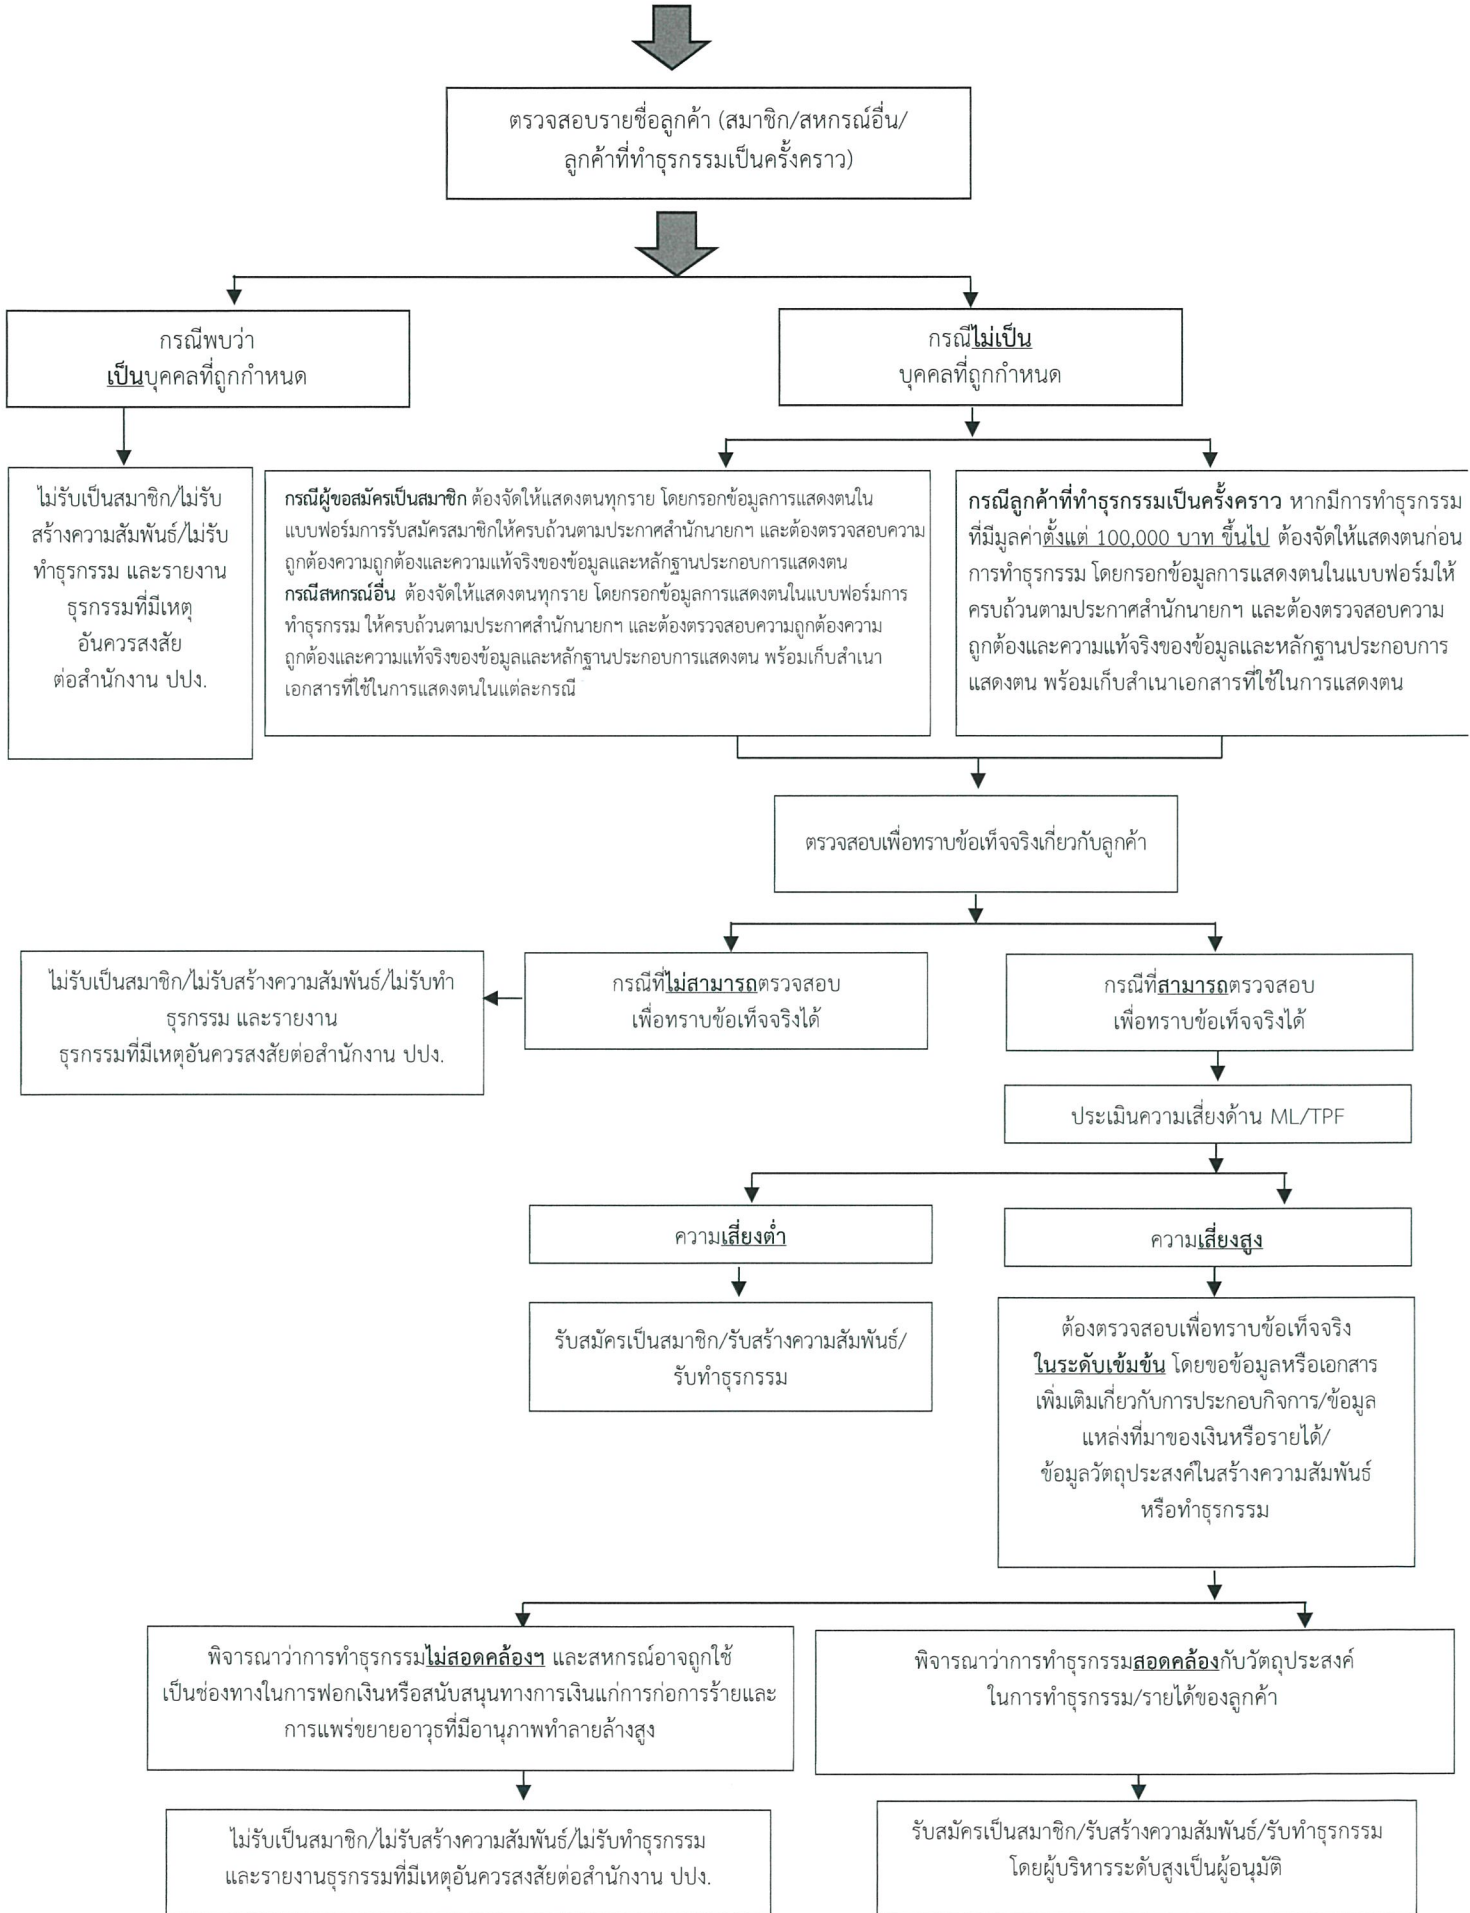 ตรวจสอบรายชื่อลูกค้า (สมาชิก/สหกรณ์อื่น/
ลูกค้าที่ทำธุรกรรมเป็นครั้งคราว)
กรณีพบว่า
เป็นบุคคลที่ถูกกำหนด
กรณีไม่เป็น
บุคคลที่ถูกกำหนด
ไม่รับเป็นสมาชิก/ไม่รับ
สร้างความสัมพันธ์/ไม่รับ
ทำธุรกรรม และรายงาน
ธุรกรรมที่มีเหตุ
อันควรสงสัย
ต่อสำนักงาน ปปง.
กรณีผู้ขอสมัครเป็นสมาชิก ต้องจัดให้แสดงตนทุกราย โดยกรอกข้อมูลการแสดงตนใน
แบบฟอร์มการรับสมัครสมาชิกให้ครบถ้วนตามประกาศสำนักนายกฯ และต้องตรวจสอบความ
ถูกต้องความถูกต้องและความแท้จริงของข้อมูลและหลักฐานประกอบการแสดงตน
กรณีสหกรณ์อื่น ต้องจัดให้แสดงตนทุกราย โดยกรอกข้อมูลการแสดงตนในแบบฟอร์มการ
ทำธุรกรรม ให้ครบถ้วนตามประกาศสำนักนายกฯ และต้องตรวจสอบความถูกต้องความ
ถูกต้องและความแท้จริงของข้อมูลและหลักฐานประกอบการแสดงตน พร้อมเก็บสำเนา
เอกสารที่ใช้ในการแสดงตนในแต่ละกรณี
กรณีลูกค้าที่ทำธุรกรรมเป็นครั้งคราว หากมีการทำธุรกรรม
ที่มีมูลค่าตั้งแต่ 100,000 บาท ขึ้นไป ต้องจัดให้แสดงตนก่อน
การทำธุรกรรม โดยกรอกข้อมูลการแสดงตนในแบบฟอร์มให้
ครบถ้วนตามประกาศสำนักนายกฯ และต้องตรวจสอบความ
ถูกต้องและความแท้จริงของข้อมูลและหลักฐานประกอบการ
แสดงตน พร้อมเก็บสำเนาเอกสารที่ใช้ในการแสดงตน
ตรวจสอบเพื่อทราบข้อเท็จจริงเกี่ยวกับลูกค้า
ไม่รับเป็นสมาชิก/ไม่รับสร้างความสัมพันธ์/ไม่รับทำ
ธุรกรรม และรายงาน
ธุรกรรมที่มีเหตุอันควรสงสัยต่อสำนักงาน ปปง.
กรณีที่ไม่สามารถตรวจสอบ
เพื่อทราบข้อเท็จจริงได้
กรณีที่สามารถตรวจสอบ
เพื่อทราบข้อเท็จจริงได้
ประเมินความเสี่ยงด้าน ML/TPF
ความเสี่ยงต่ำ
ความเสี่ยงสูง
รับสมัครเป็นสมาชิก/รับสร้างความสัมพันธ์/
รับทำธุรกรรม
ต้องตรวจสอบเพื่อทราบข้อเท็จจริง
ในระดับเข้มข้น โดยขอข้อมูลหรือเอกสาร
เพิ่มเติมเกี่ยวกับการประกอบกิจการ/ข้อมูล
แหล่งที่มาของเงินหรือรายได้/
ข้อมูลวัตถุประสงค์ในสร้างความสัมพันธ์
หรือทำธุรกรรม
พิจารณาว่าการทำธุรกรรมไม่สอดคล้องฯ และสหกรณ์อาจถูกใช้
เป็นช่องทางในการฟอกเงินหรือสนับสนุนทางการเงินแก่การก่อการร้ายและ
การแพร่ขยายอาวุธที่มีอานุภาพทำลายล้างสูง
พิจารณาว่าการทำธุรกรรมสอดคล้องกับวัตถุประสงค์
ในการทำธุรกรรม/รายได้ของลูกค้า
ไม่รับเป็นสมาชิก/ไม่รับสร้างความสัมพันธ์/ไม่รับทำธุรกรรม
และรายงานธุรกรรมที่มีเหตุอันควรสงสัยต่อสำนักงาน ปปง.
รับสมัครเป็นสมาชิก/รับสร้างความสัมพันธ์/รับทำธุรกรรม
โดยผู้บริหารระดับสูงเป็นผู้อนุมัติ